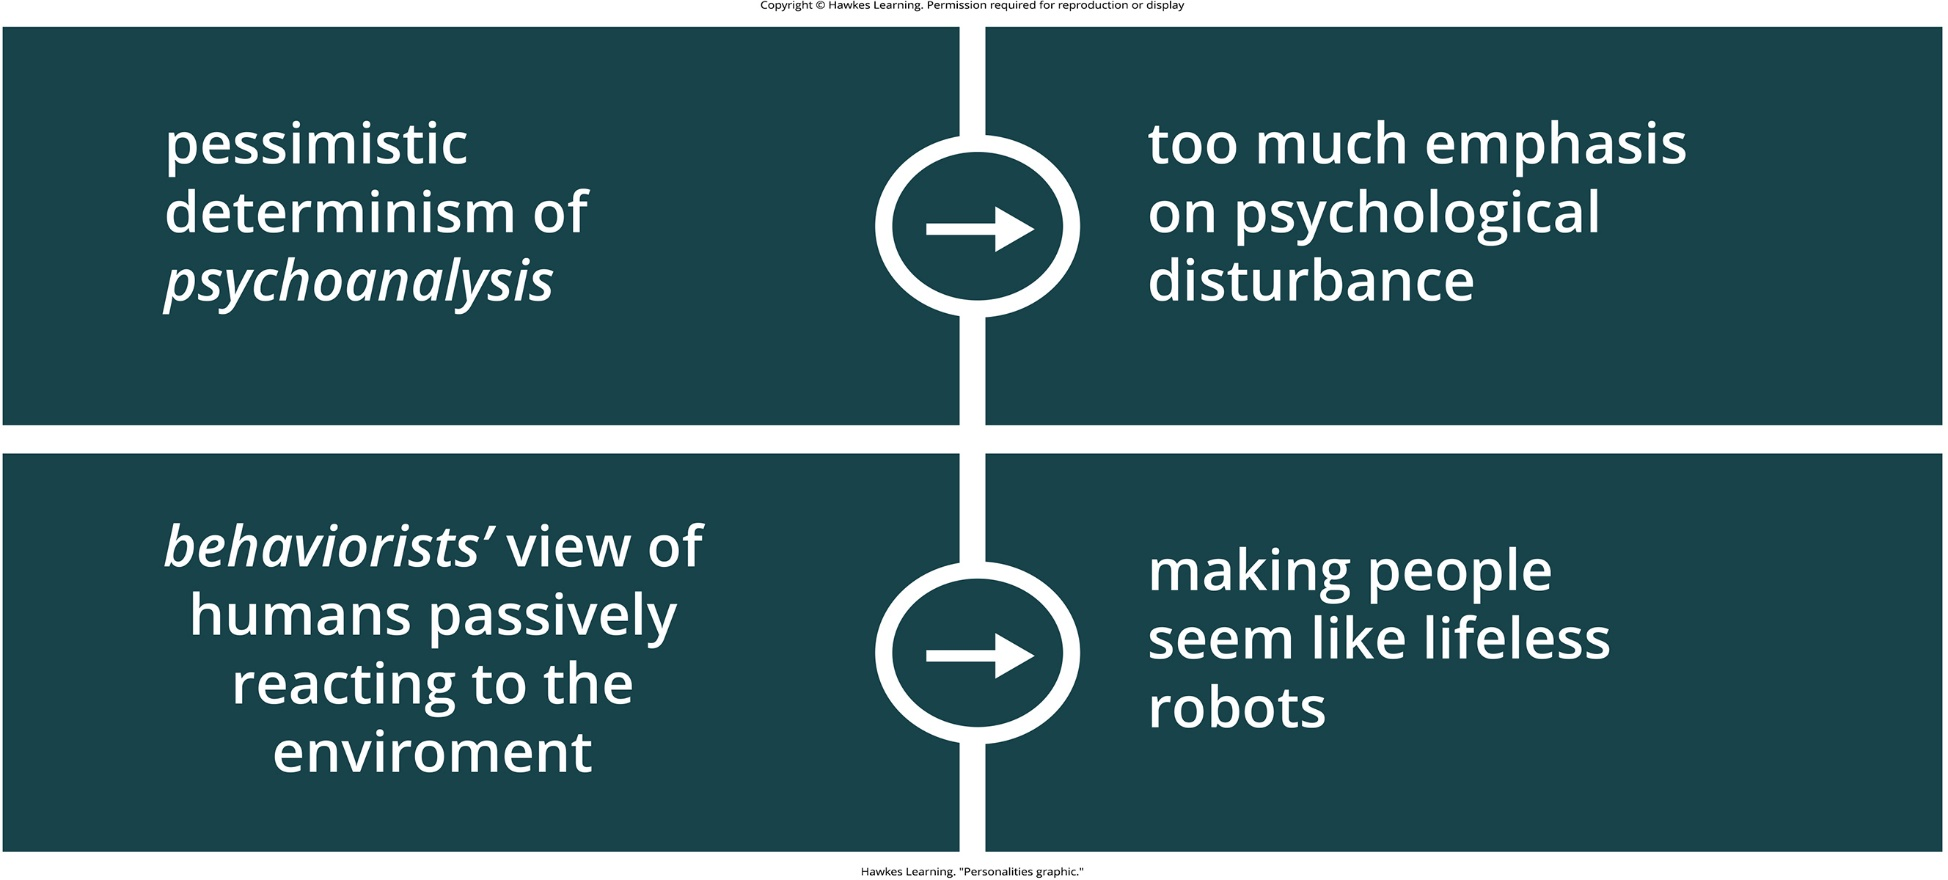 Copyright © Hawkes Learning. Permission required for reproduction or display
pessimistic
determinism of
psychoanalysis
too much emphasis
on psychological
disturbance
behaviorists’ view of
humans passively
reacting to the
enviroment
making people
seem like lifeless
robots
Hawkes Learning. "Personalities graphic."